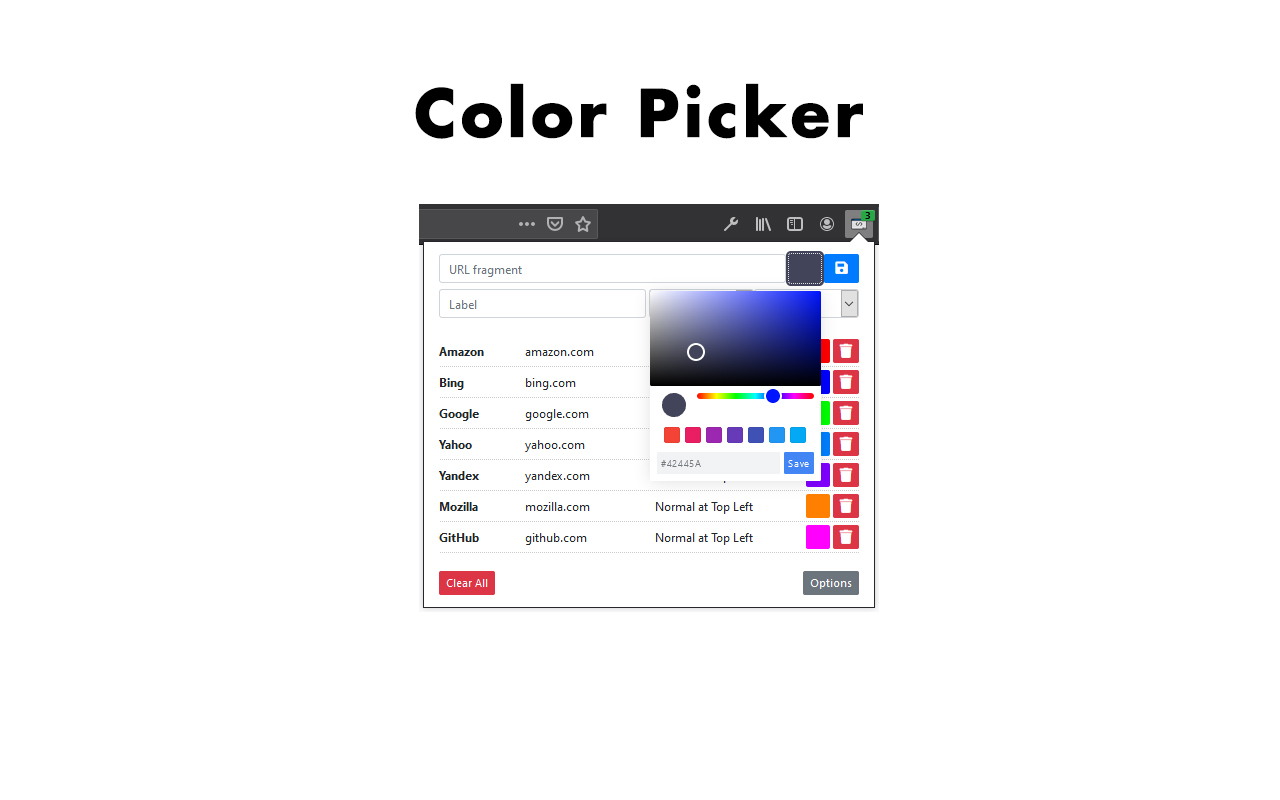 Color Picker
3
URL fragment
Label
Amazon amazon.com
Bing bing.com
Google google.com
Yahoo yahoo.com
#42445A Save
Yandex yandex.com
Mozilla mozilla.com Normal at Top Left
GitHub github.com Normal at Top Left
Clear All Options